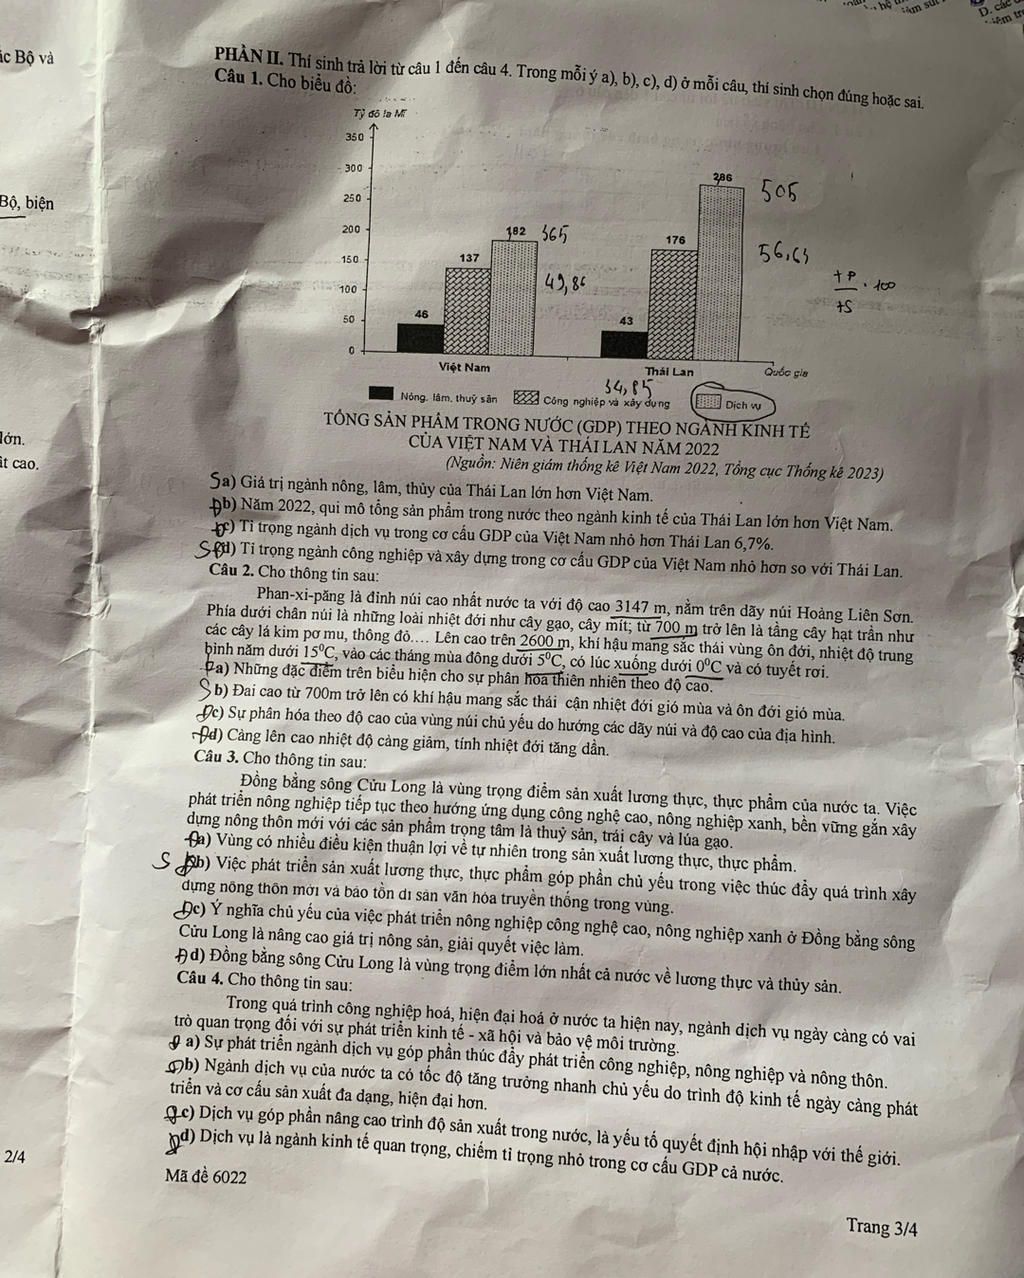 ệ th
làm sut
D. các
iêm tr
ác Bộ và
Bộ, biện
lớn.
ất cao.
2/4
PHẦN II. Thí sinh trả lời từ câu 1 đến câu 4. Trong mỗi ý a), b), c), d) ở mỗi câu, thí sinh chọn đúng hoặc sai.
Câu 1. Cho biểu đồ:
Tỷ đô la Mĩ
350
300
250
200
150
100
50
0
46
137
182
365
49,86
43
176
286
505
56,63
+P/+S . 100
Việt Nam
Thái Lan
Quốc gia
34,85
Nông, lâm, thuỷ sản
Công nghiệp và xây dựng
Dịch vụ
TỔNG SẢN PHẨM TRONG NƯỚC (GDP) THEO NGÀNH KINH TẾ
CỦA VIỆT NAM VÀ THÁI LAN NĂM 2022
(Nguồn: Niên giám thống kê Việt Nam 2022, Tổng cục Thống kê 2023)
S a) Giá trị ngành nông, lâm, thủy của Thái Lan lớn hơn Việt Nam.
Đ b) Năm 2022, qui mô tổng sản phẩm trong nước theo ngành kinh tế của Thái Lan lớn hơn Việt Nam.
Đ c) Tỉ trọng ngành dịch vụ trong cơ cấu GDP của Việt Nam nhỏ hơn Thái Lan 6,7%.
S d) Tỉ trọng ngành công nghiệp và xây dựng trong cơ cấu GDP của Việt Nam nhỏ hơn so với Thái Lan.
Câu 2. Cho thông tin sau:
Phan-xi-păng là đỉnh núi cao nhất nước ta với độ cao 3147 m, nằm trên dãy núi Hoàng Liên Sơn.
Phía dưới chân núi là những loài nhiệt đới như cây gạo, cây mít; từ 700 m trở lên là tầng cây hạt trần như
các cây lá kim pơ mu, thông đỏ…. Lên cao trên 2600 m, khí hậu mang sắc thái vùng ôn đới, nhiệt độ trung
bình năm dưới 15⁰C, vào các tháng mùa đông dưới 5⁰C, có lúc xuống dưới 0⁰C và có tuyết rơi.
Đ a) Những đặc điểm trên biểu hiện cho sự phân hóa thiên nhiên theo độ cao.
S b) Đai cao từ 700m trở lên có khí hậu mang sắc thái cận nhiệt đới gió mùa và ôn đới gió mùa.
Đ c) Sự phân hóa theo độ cao của vùng núi chủ yếu do hướng các dãy núi và độ cao của địa hình.
Đ d) Càng lên cao nhiệt độ càng giảm, tính nhiệt đới tăng dần.
Câu 3. Cho thông tin sau:
Đồng bằng sông Cửu Long là vùng trọng điểm sản xuất lương thực, thực phẩm của nước ta. Việc
phát triển nông nghiệp tiếp tục theo hướng ứng dụng công nghệ cao, nông nghiệp xanh, bền vững gắn xây
dựng nông thôn mới với các sản phẩm trọng tâm là thuỷ sản, trái cây và lúa gạo.
Đ a) Vùng có nhiều điều kiện thuận lợi về tự nhiên trong sản xuất lương thực, thực phẩm.
S b) Việc phát triển sản xuất lương thực, thực phẩm góp phần chủ yếu trong việc thúc đẩy quá trình xây
dựng nông thôn mới và bảo tồn di sản văn hóa truyền thống trong vùng.
Đ c) Ý nghĩa chủ yếu của việc phát triển nông nghiệp công nghệ cao, nông nghiệp xanh ở Đồng bằng sông
Cửu Long là nâng cao giá trị nông sản, giải quyết việc làm.
Đ d) Đồng bằng sông Cửu Long là vùng trọng điểm lớn nhất cả nước về lương thực và thủy sản.
Câu 4. Cho thông tin sau:
Trong quá trình công nghiệp hoá, hiện đại hoá ở nước ta hiện nay, ngành dịch vụ ngày càng có vai
trò quan trọng đối với sự phát triển kinh tế - xã hội và bảo vệ môi trường.
Đ a) Sự phát triển ngành dịch vụ góp phần thúc đẩy phát triển công nghiệp, nông nghiệp và nông thôn.
Đ b) Ngành dịch vụ của nước ta có tốc độ tăng trưởng nhanh chủ yếu do trình độ kinh tế ngày càng phát
triển và cơ cấu sản xuất đa dạng, hiện đại hơn.
Đ c) Dịch vụ góp phần nâng cao trình độ sản xuất trong nước, là yếu tố quyết định hội nhập với thế giới.
d) Dịch vụ là ngành kinh tế quan trọng, chiếm tỉ trọng nhỏ trong cơ cấu GDP cả nước.
Mã đề 6022
Trang 3/4